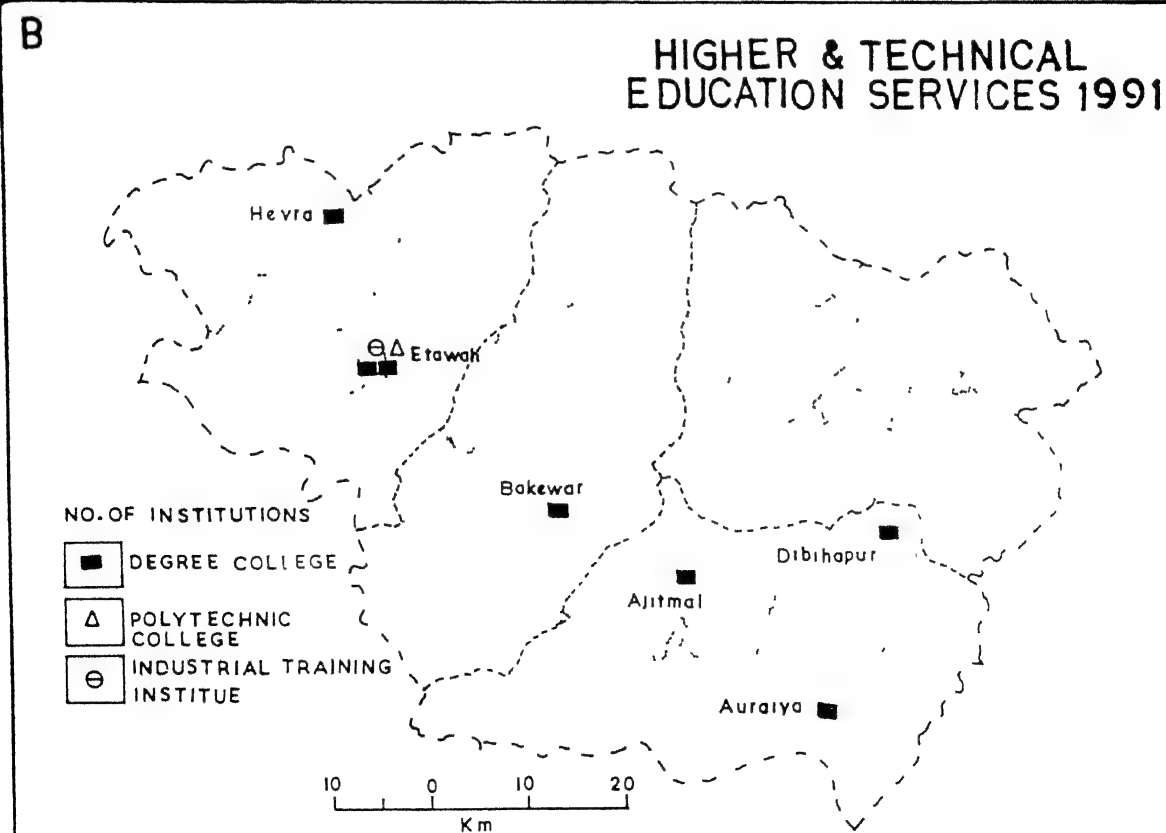 B
HIGHER & TECHNICAL
EDUCATION SERVICES 1991
Hevra
Etawah
Bakewar
Dibihapur
Ajitmal
Auraiya
NO. OF INSTITUTIONS
DEGREE COLLEGE
POLYTECHNIC
COLLEGE
INDUSTRIAL TRAINING
INSTITUE
10 0 10 20
Km